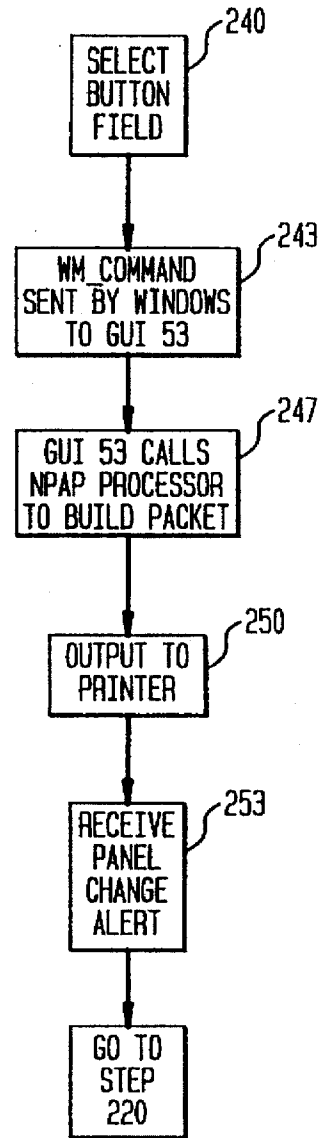 240
SELECT
BUTTON
FIELD
243
WM_COMMAND
SENT BY WINDOWS
TO GUI 53
247
GUI 53 CALLS
NPAP PROCESSOR
TO BUILD PACKET
250
OUTPUT TO
PRINTER
253
RECEIVE
PANEL
CHANGE
ALERT
GO TO
STEP
220